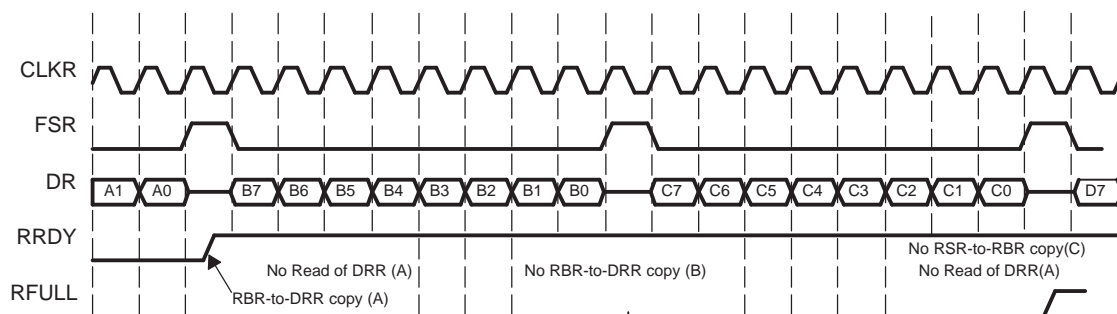 CLKR
FSR
DR A1 A0 B7 B6 B5 B4 B3 B2 B1 B0 C7 C6 C5 C4 C3 C2 C1 C0 D7
RRDY
No RSR-to-RBR copy(C)
No Read of DRR (A) No RBR-to-DRR copy (B) No Read of DRR(A)
RFULL
RBR-to-DRR copy (A)